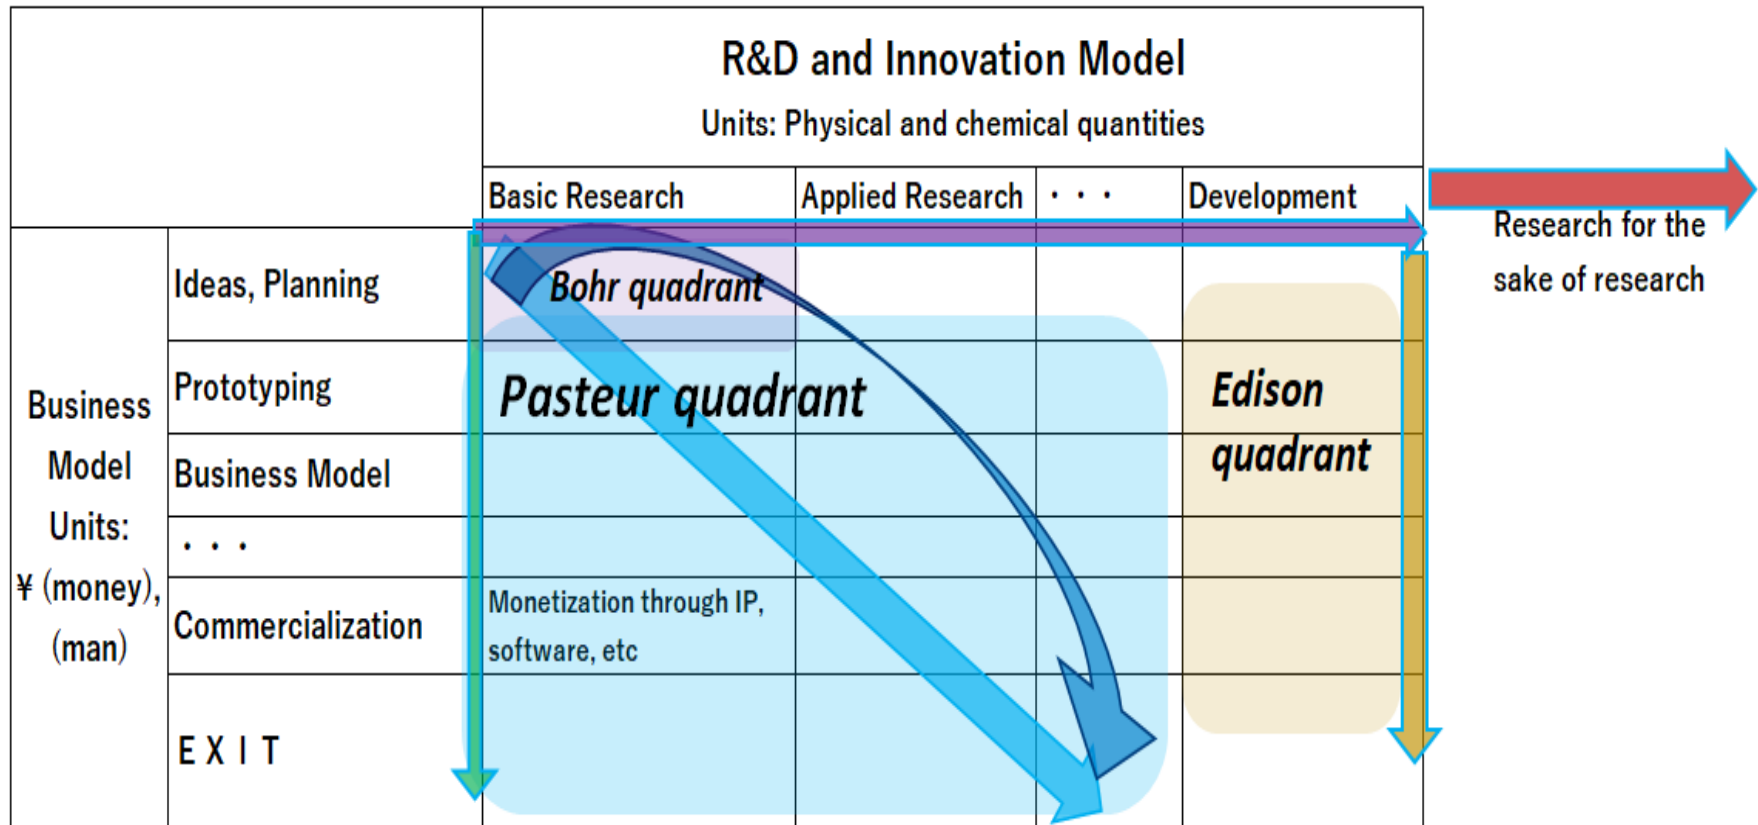 R&D and Innovation Model
Units: Physical and chemical quantities
Basic Research
Applied Research
・・・
Development
Research for the
sake of research
Ideas, Planning
Bohr quadrant
Prototyping
Pasteur quadrant
Edison
quadrant
Business
Model
Units:
¥ (money),
(man)
Business Model
・・・
Commercialization
Monetization through IP,
software, etc
EXIT